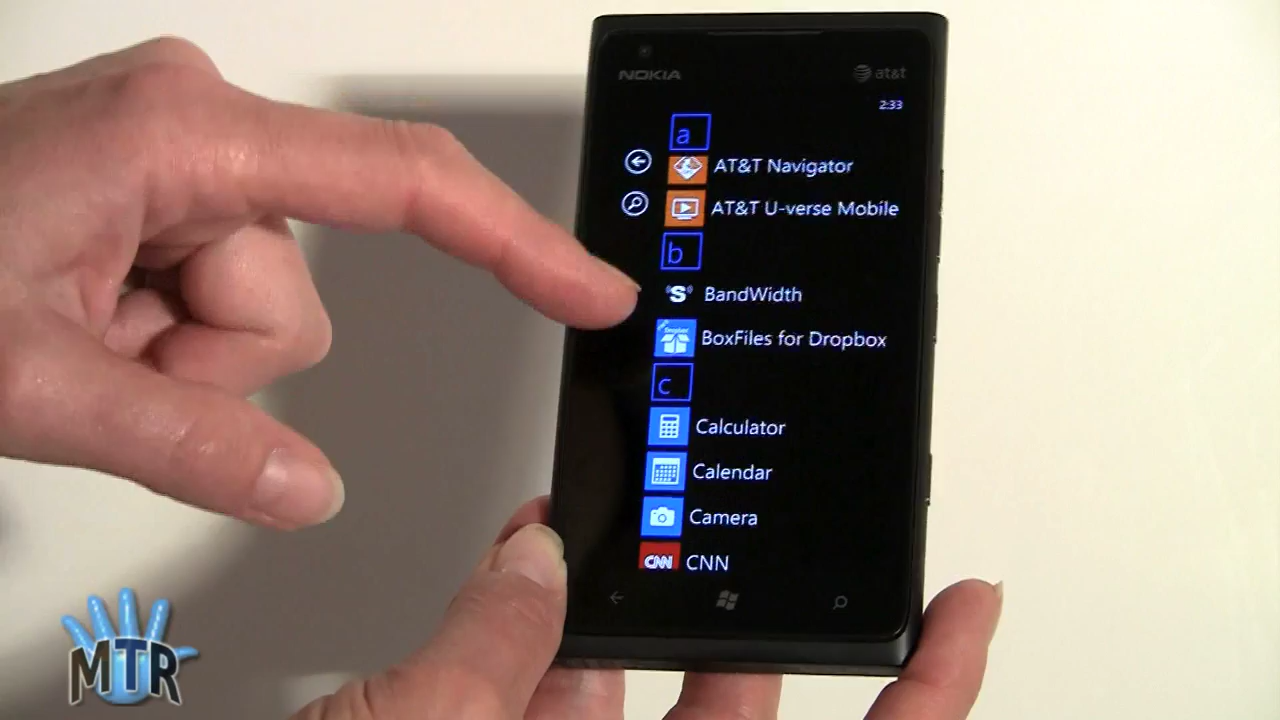 NOKIA
at&t
2:33
a
AT&T Navigator
AT&T U-verse Mobile
b
S
BandWidth
Dropbox
BoxFiles for Dropbox
c
Calculator
Calendar
Camera
CNN
CNN
MTR